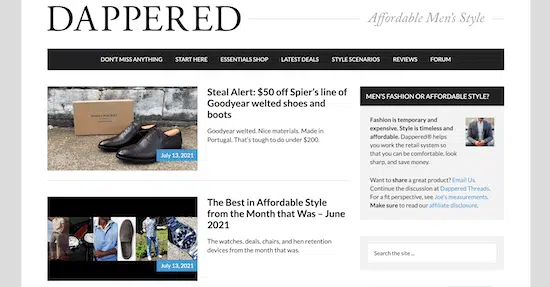 DAPPERED
Affordable Men's Style
DON'T MISS ANYTHING START HERE ESSENTIALS SHOP LATEST DEALS STYLE SCENARIOS REVIEWS FORUM
Steal Alert: $50 off Spier's line of
Goodyear welted shoes and
boots
Goodyear welted. Nice materials. Made in
Portugal. That's tough to do under $200.
July 13, 2021
The Best in Affordable Style
from the Month that Was – June
2021
The watches, deals, chairs, and hen retention
devices from the month that was.
July 13, 2021
MEN'S FASHION OR AFFORDABLE STYLE?
Fashion is temporary and
expensive. Style is timeless and
affordable. Dappered® helps
you work the retail system so
that you can be comfortable, look
sharp, and save money.
Want to share a great product? Email Us.
Continue the discussion at Dappered Threads.
For a fit perspective, see Joe's measurements.
Make sure to read our affiliate disclosure.
Search the site ...